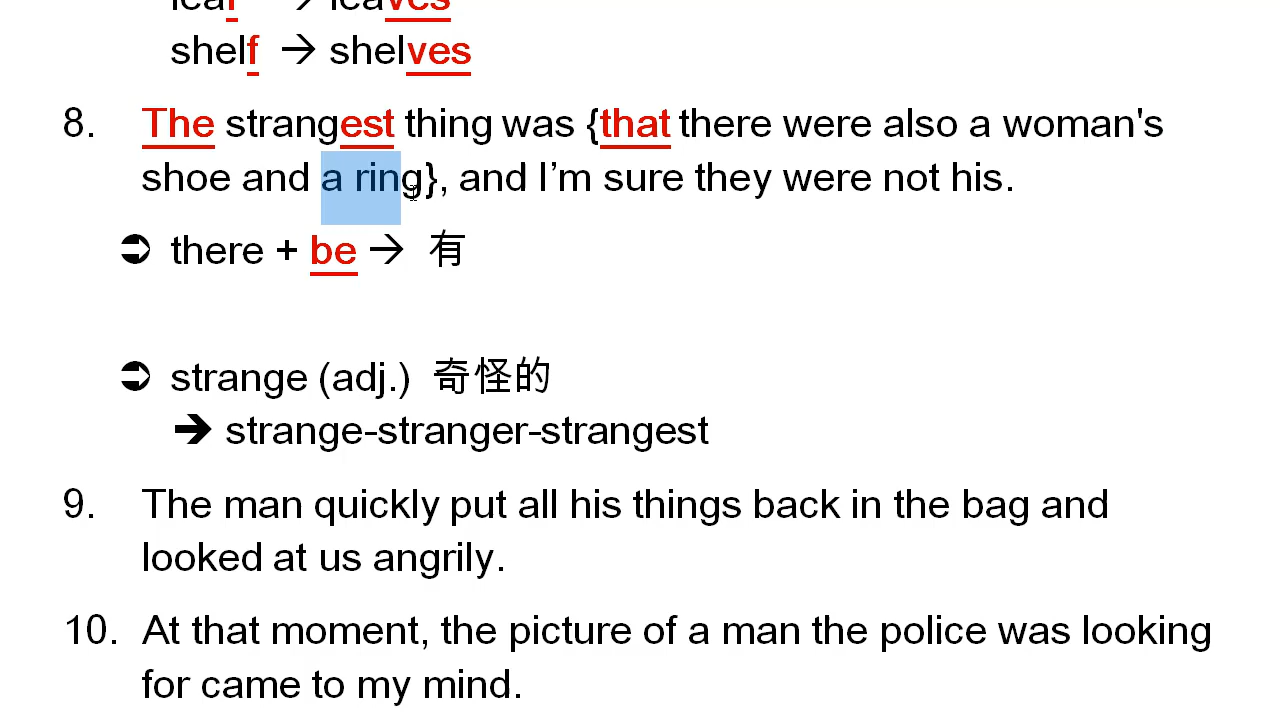 leaf → leaves
shelf → shelves
8. The strangest thing was {that there were also a woman's
shoe and a ring}, and I’m sure they were not his.
➲ there + be → 有
➲ strange (adj.) 奇怪的
➔ strange-stranger-strangest
9. The man quickly put all his things back in the bag and
looked at us angrily.
10. At that moment, the picture of a man the police was looking
for came to my mind.